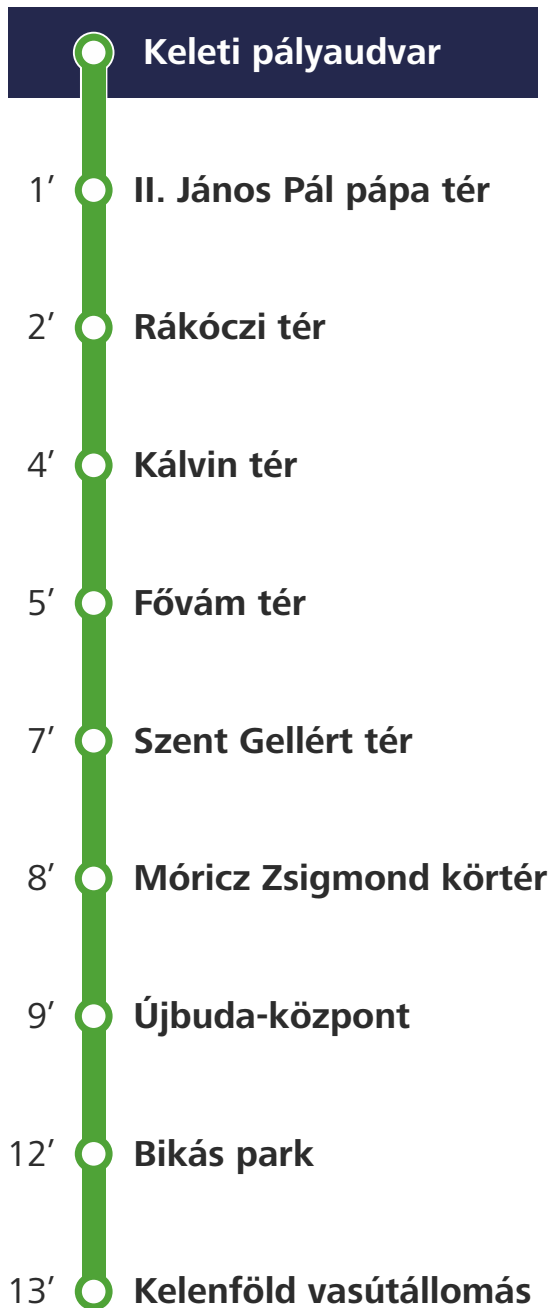 Keleti pályaudvar
1’ II. János Pál pápa tér
2’ Rákóczi tér
4’ Kálvin tér
5’ Fővám tér
7’ Szent Gellért tér
8’ Móricz Zsigmond körtér
9’ Újbuda-központ
12’ Bikás park
13’ Kelenföld vasútállomás